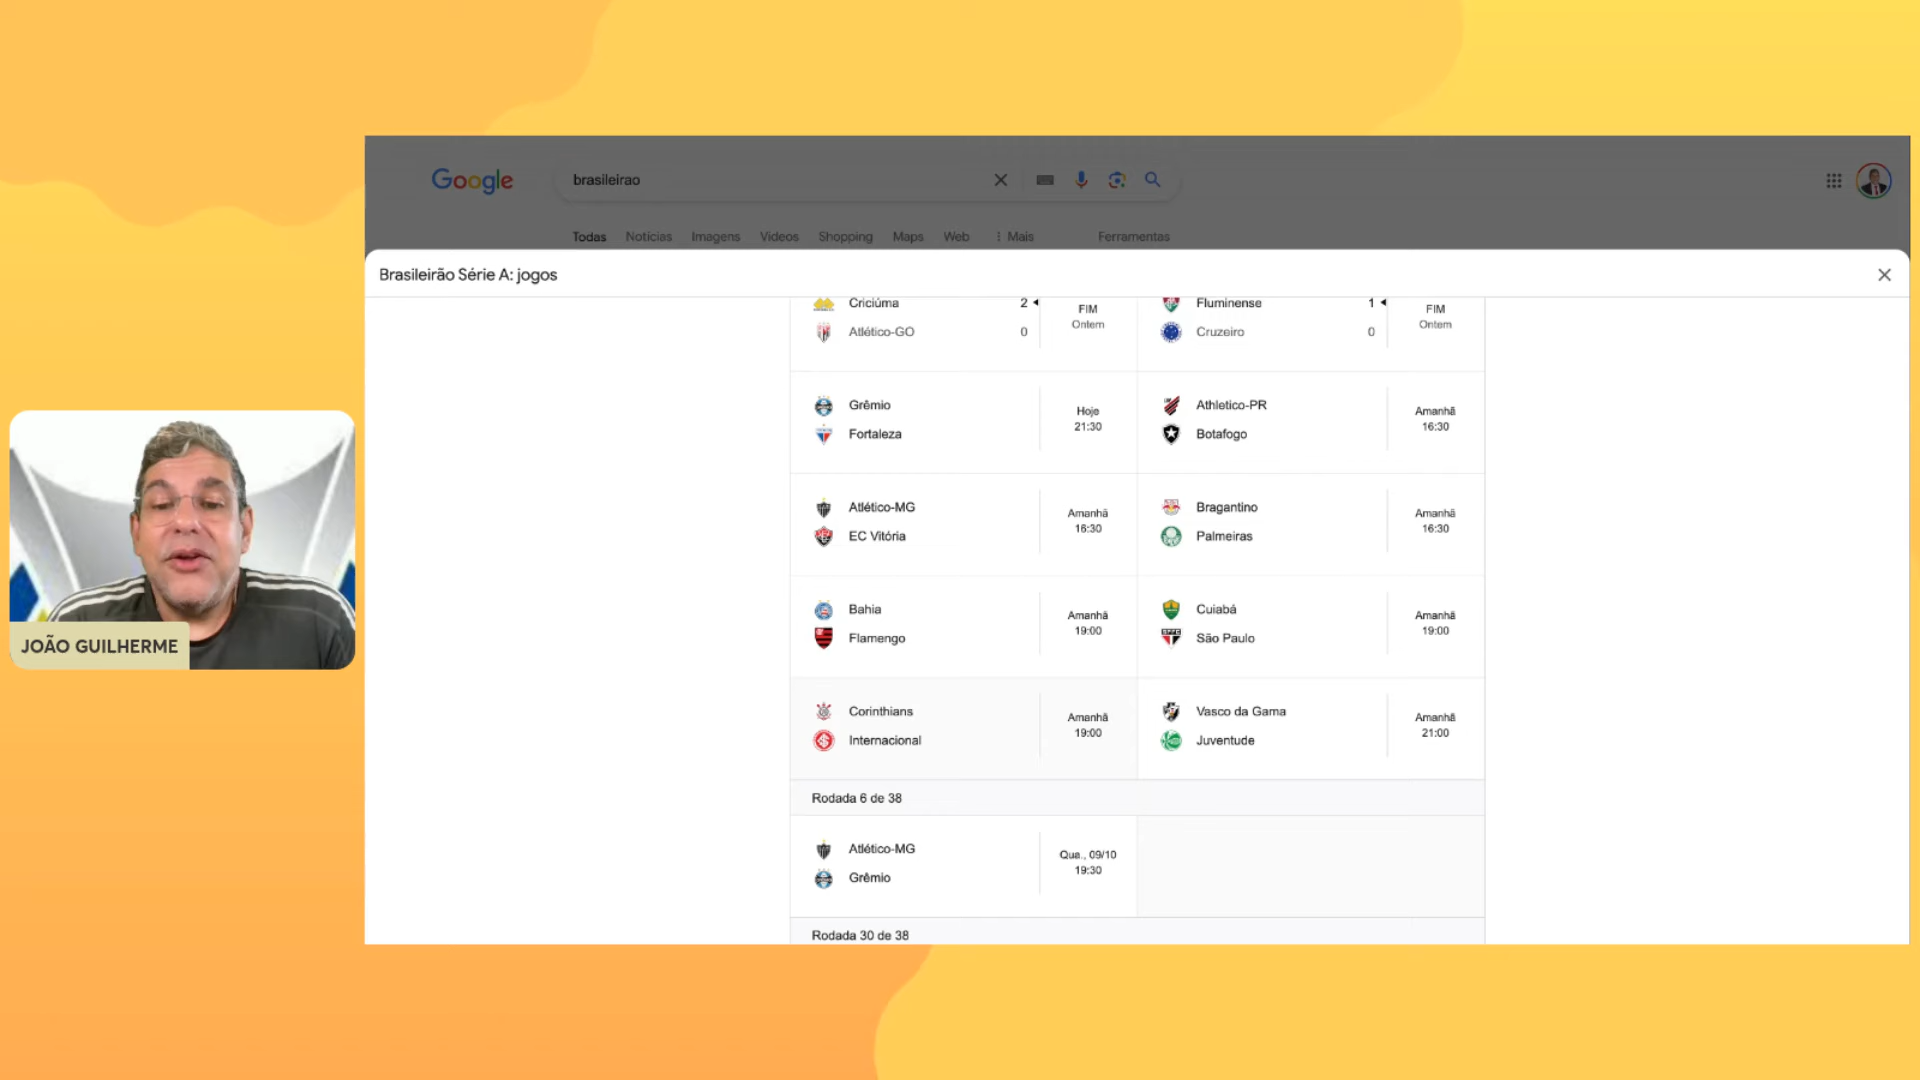 Google
brasileirao
Todas Notícias Imagens Vídeos Shopping Maps Web Mais Ferramentas
Brasileirão Série A: jogos
Criciúma 2
Atlético-GO 0
FIM
Ontem
Fluminense 1
Cruzeiro 0
FIM
Ontem
Grêmio
Fortaleza
Hoje
21:30
Athletico-PR
Botafogo
Amanhã
16:30
Atlético-MG
EC Vitória
Amanhã
16:30
Bragantino
Palmeiras
Amanhã
16:30
Bahia
Flamengo
Amanhã
19:00
Cuiabá
São Paulo
Amanhã
19:00
Corinthians
Internacional
Amanhã
19:00
Vasco da Gama
Juventude
Amanhã
21:00
Rodada 6 de 38
Atlético-MG
Grêmio
Qua., 09/10
19:30
Rodada 30 de 38
JOÃO GUILHERME